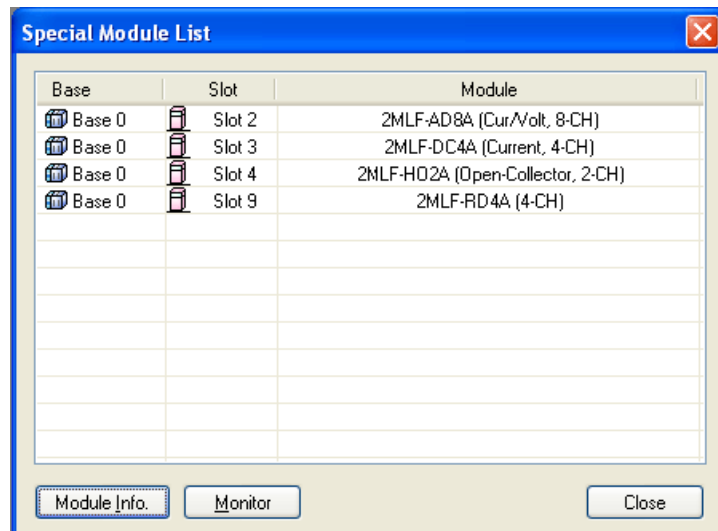 Special Module List
Base Slot Module
Base 0 Slot 2 2MLF-AD8A (Cur/Volt, 8-CH)
Base 0 Slot 3 2MLF-DC4A (Current, 4-CH)
Base 0 Slot 4 2MLF-HO2A (Open-Collector, 2-CH)
Base 0 Slot 9 2MLF-RD4A (4-CH)
Module Info. Monitor Close